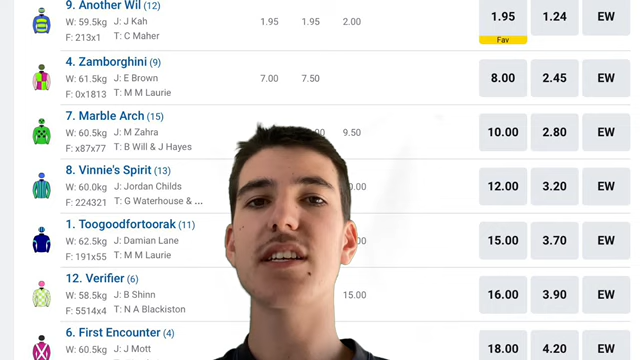 9. Another Wil (12)
W: 59.5kg J: J Kah 1.95 1.95 2.00 1.95 1.24 EW
F: 213x1 T: C Maher Fav
4. Zamborghini (9)
W: 61.5kg J: E Brown 7.00 7.50 8.00 2.45 EW
F: 0x1813 T: M M Laurie
7. Marble Arch (15)
W: 60.5kg J: M Zahra 9.50 10.00 2.80 EW
F: x87x77 T: B Will & J Hayes
8. Vinnie's Spirit (13)
W: 60.0kg J: Jordan Childs 12.00 3.20 EW
F: 224321 T: G Waterhouse & ...
1. Toogoodfortoorak (11)
W: 62.5kg J: Damian Lane 15.00 3.70 EW
F: 191x55 T: M M Laurie
12. Verifier (6)
W: 58.5kg J: B Shinn 15.00 16.00 3.90 EW
F: 5514x4 T: N A Blackiston
6. First Encounter (4)
W: 60.5kg J: J Mott 18.00 4.20 EW